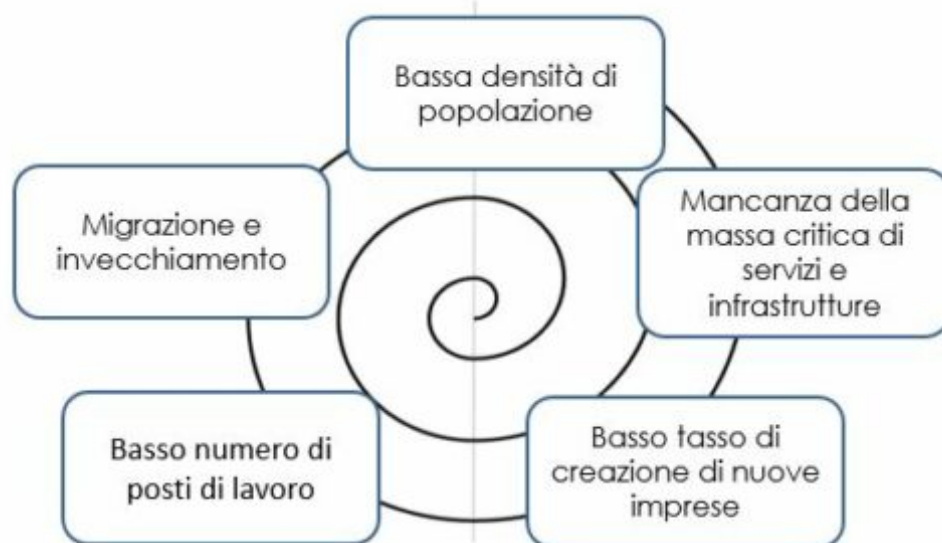 Bassa densità di
popolazione
Mancanza della
massa critica di
servizi e
infrastrutture
Basso tasso di
creazione di nuove
imprese
Basso numero di
posti di lavoro
Migrazione e
invecchiamento